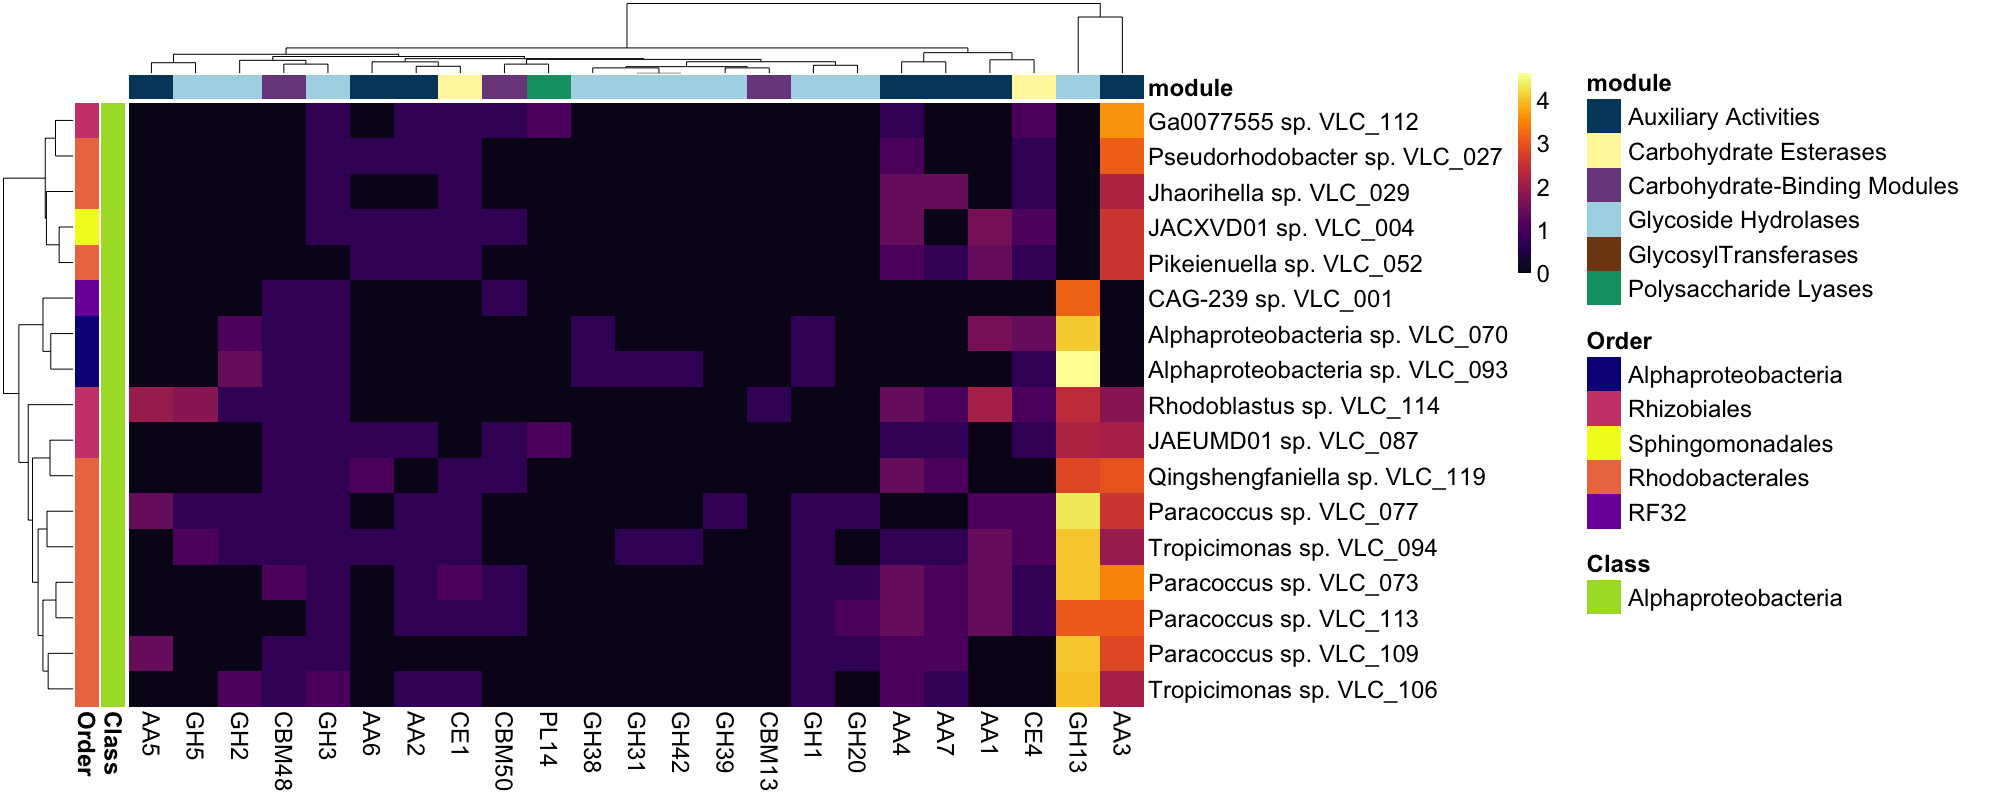 module
Ga0077555 sp. VLC_112
Pseudorhodobacter sp. VLC_027
Jhaorihella sp. VLC_029
JACXVD01 sp. VLC_004
Pikeienuella sp. VLC_052
CAG-239 sp. VLC_001
Alphaproteobacteria sp. VLC_070
Alphaproteobacteria sp. VLC_093
Rhodoblastus sp. VLC_114
JAEUMD01 sp. VLC_087
Qingshengfaniella sp. VLC_119
Paracoccus sp. VLC_077
Tropicimonas sp. VLC_094
Paracoccus sp. VLC_073
Paracoccus sp. VLC_113
Paracoccus sp. VLC_109
Tropicimonas sp. VLC_106
Order
Class
AA5
GH5
GH2
CBM48
GH3
AA6
AA2
CE1
CBM50
PL14
GH38
GH31
GH42
GH39
CBM13
GH1
GH20
AA4
AA7
AA1
CE4
GH13
AA3
4
3
2
1
0
module
Auxiliary Activities
Carbohydrate Esterases
Carbohydrate-Binding Modules
Glycoside Hydrolases
GlycosylTransferases
Polysaccharide Lyases
Order
Alphaproteobacteria
Rhizobiales
Sphingomonadales
Rhodobacterales
RF32
Class
Alphaproteobacteria